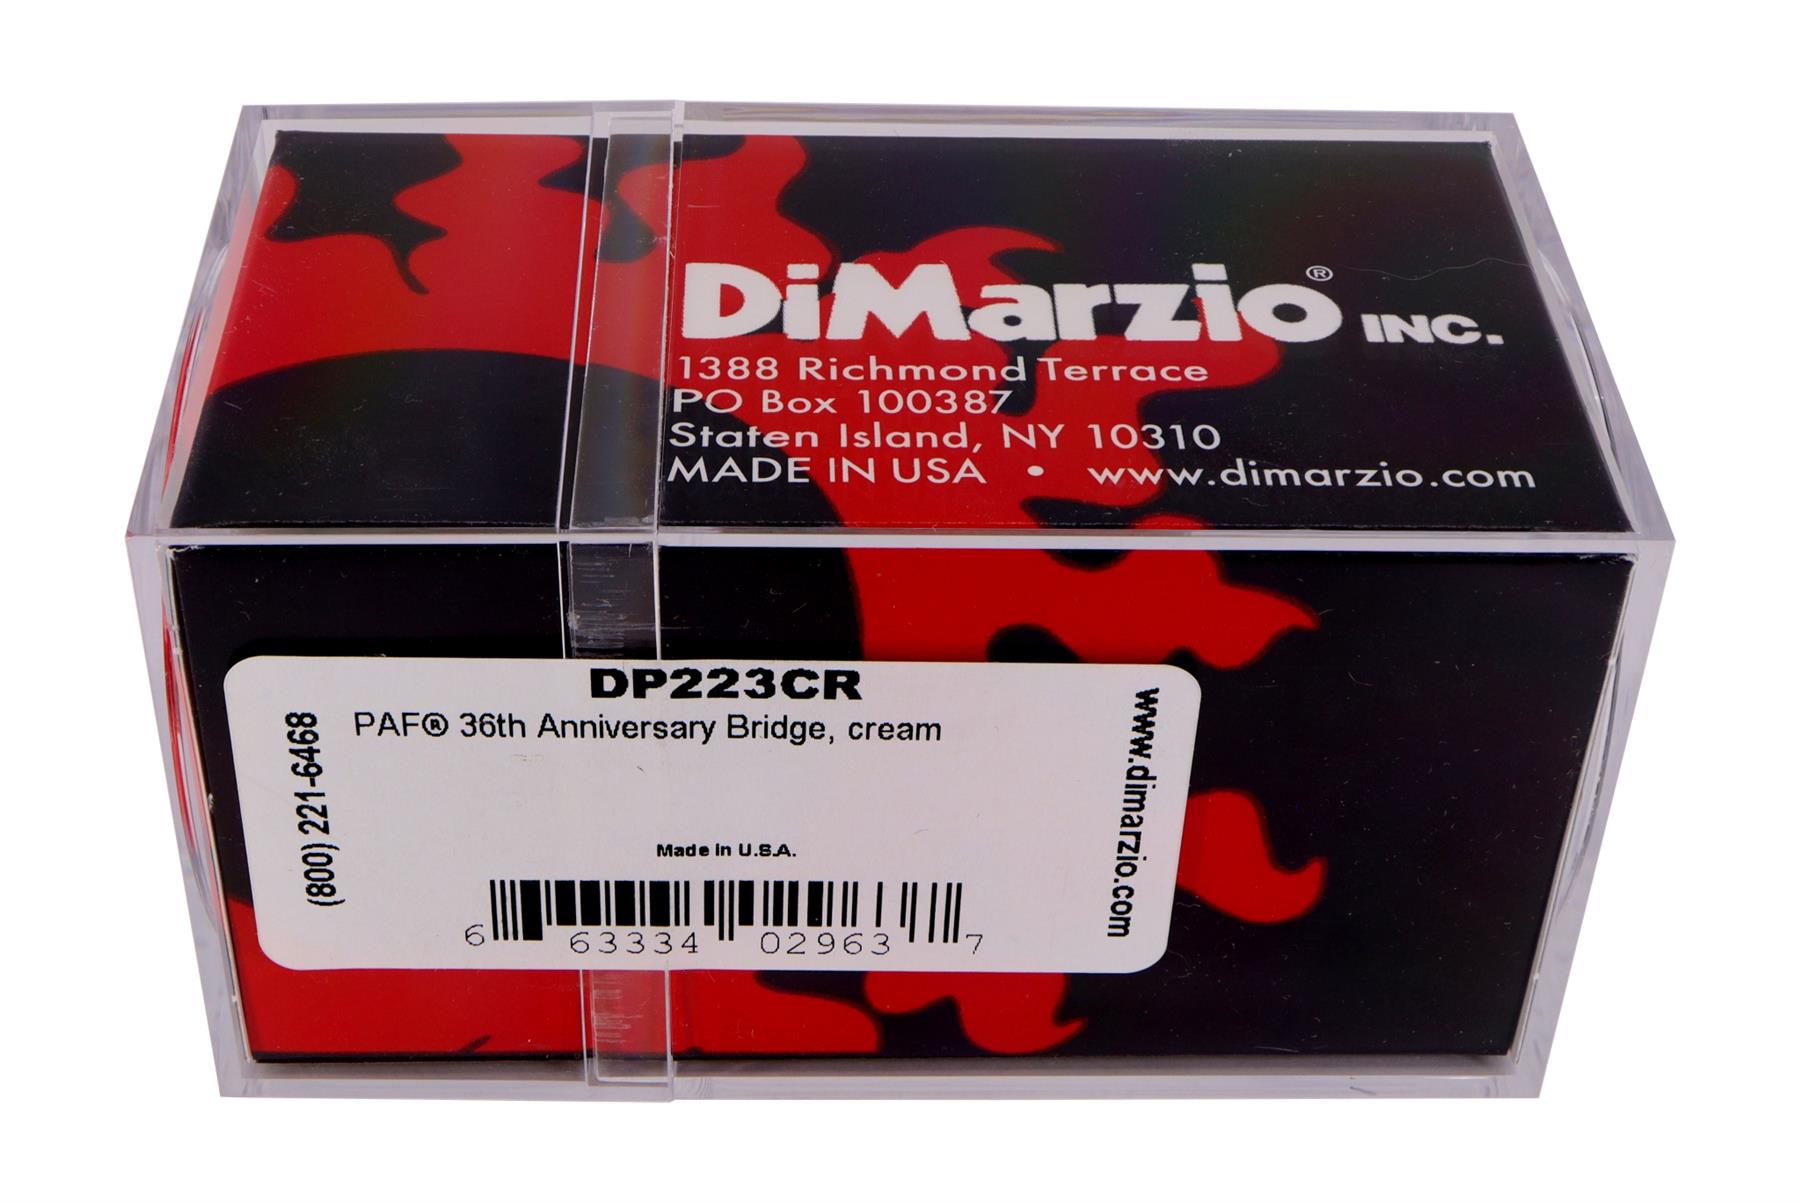 DiMarzio® INC.
1388 Richmond Terrace
PO Box 100387
Staten Island, NY 10310
MADE IN USA • www.dimarzio.com
DP223CR
PAF® 36th Anniversary Bridge, cream
(800) 221-6468
www.dimarzio.com
Made in U.S.A.
6 63334 02963 7